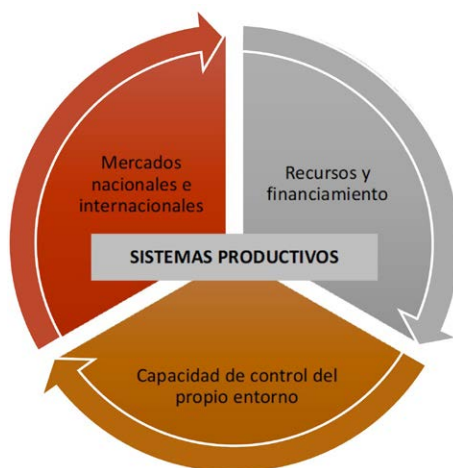 Mercados
nacionales e
internacionales
Recursos y
financiamiento
SISTEMAS PRODUCTIVOS
Capacidad de control del
propio entorno